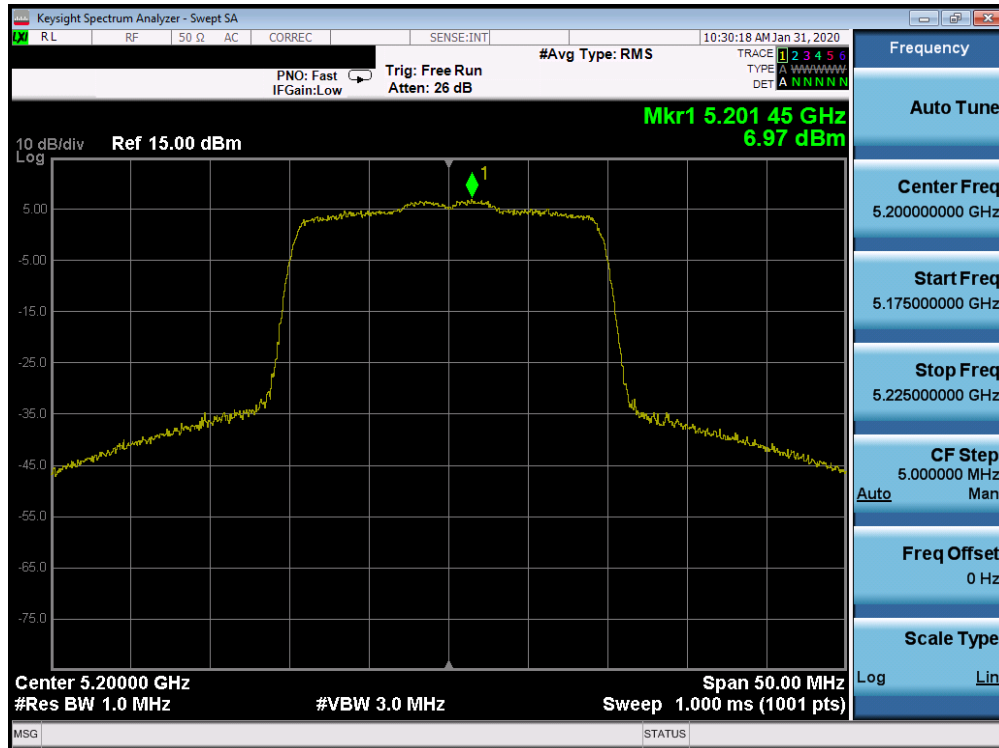 Keysight Spectrum Analyzer - Swept SA
LXI RL RF 50 Ω AC CORREC SENSE:INT 10:30:18 AM Jan 31, 2020
#Avg Type: RMS TRACE 1 2 3 4 5 6
PNO: Fast Trig: Free Run TYPE A WWWWW
IFGain:Low Atten: 26 dB DET A N N N N N
Mkr1 5.201 45 GHz
6.97 dBm
10 dB/div Ref 15.00 dBm
Log
1
5.00
-5.00
-15.0
-25.0
-35.0
-45.0
-55.0
-65.0
-75.0
Center 5.20000 GHz Span 50.00 MHz
#Res BW 1.0 MHz #VBW 3.0 MHz Sweep 1.000 ms (1001 pts)
MSG STATUS
Frequency
Auto Tune
Center Freq
5.200000000 GHz
Start Freq
5.175000000 GHz
Stop Freq
5.225000000 GHz
CF Step
5.000000 MHz
Auto Man
Freq Offset
0 Hz
Scale Type
Log Lin